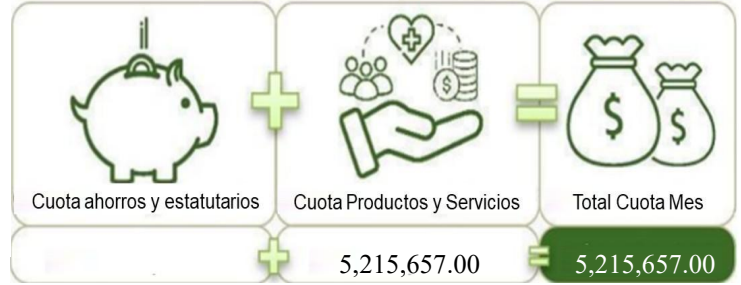 $
$ $
Cuota ahorros y estatutarios + Cuota Productos y Servicios = Total Cuota Mes
+ 5,215,657.00 = 5,215,657.00